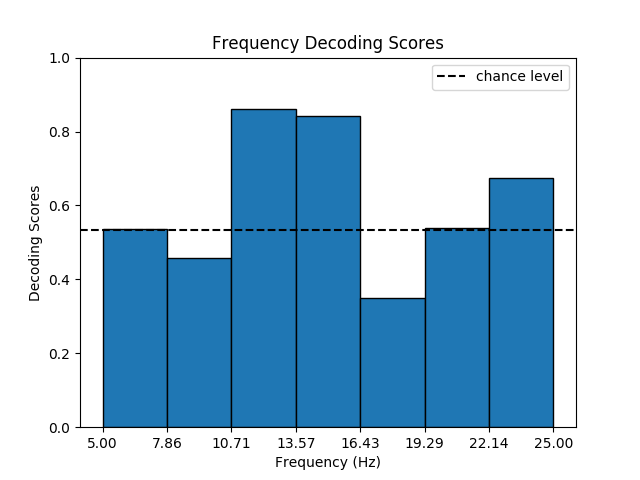 Frequency Decoding Scores
chance level
Decoding Scores
1.0
0.8
0.6
0.4
0.2
0.0
5.00 7.86 10.71 13.57 16.43 19.29 22.14 25.00
Frequency (Hz)